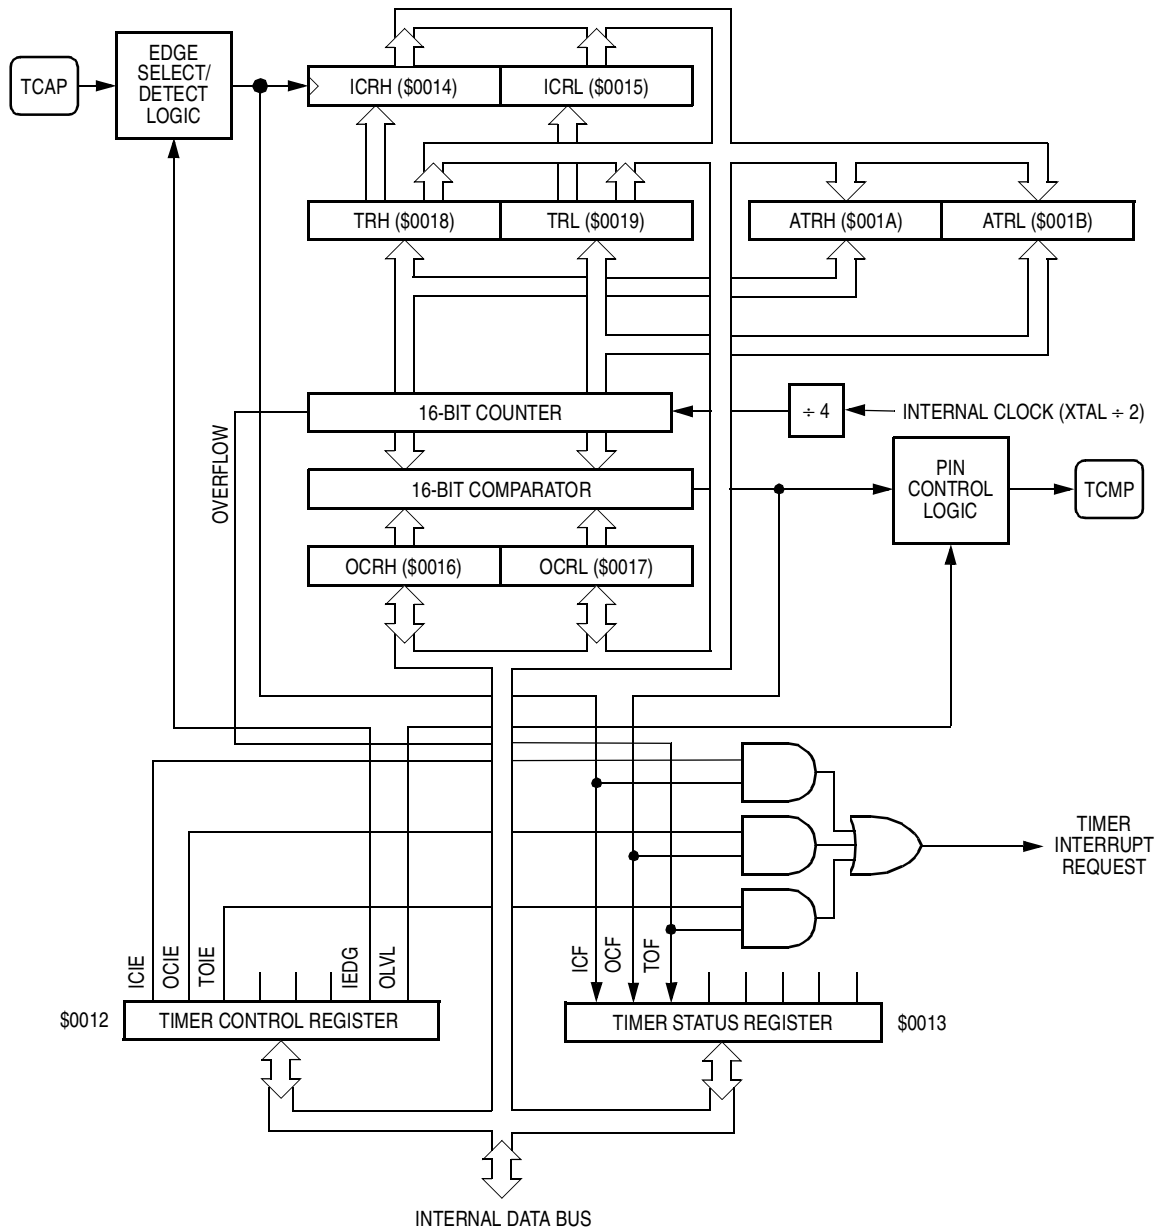 TCAP
EDGE
SELECT/
DETECT
LOGIC
ICRH ($0014)
ICRL ($0015)
TRH ($0018)
TRL ($0019)
ATRH ($001A)
ATRL ($001B)
16-BIT COUNTER
÷ 4
INTERNAL CLOCK (XTAL ÷ 2)
OVERFLOW
16-BIT COMPARATOR
PIN
CONTROL
LOGIC
TCMP
OCRH ($0016)
OCRL ($0017)
TIMER
INTERRUPT
REQUEST
ICIE
OCIE
TOIE
IEDG
OLVL
ICF
OCF
TOF
$0012
TIMER CONTROL REGISTER
TIMER STATUS REGISTER
$0013
INTERNAL DATA BUS